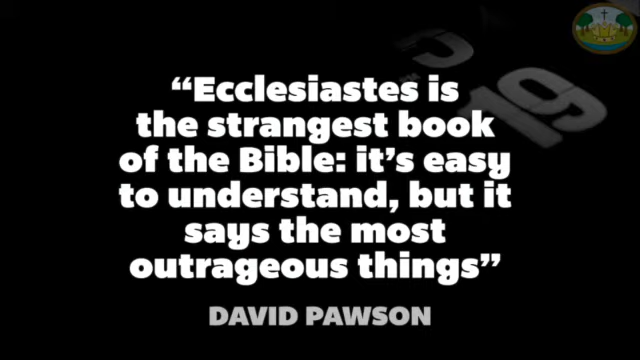 “Ecclesiastes is
the strangest book
of the Bible: it’s easy
to understand, but it
says the most
outrageous things”
DAVID PAWSON